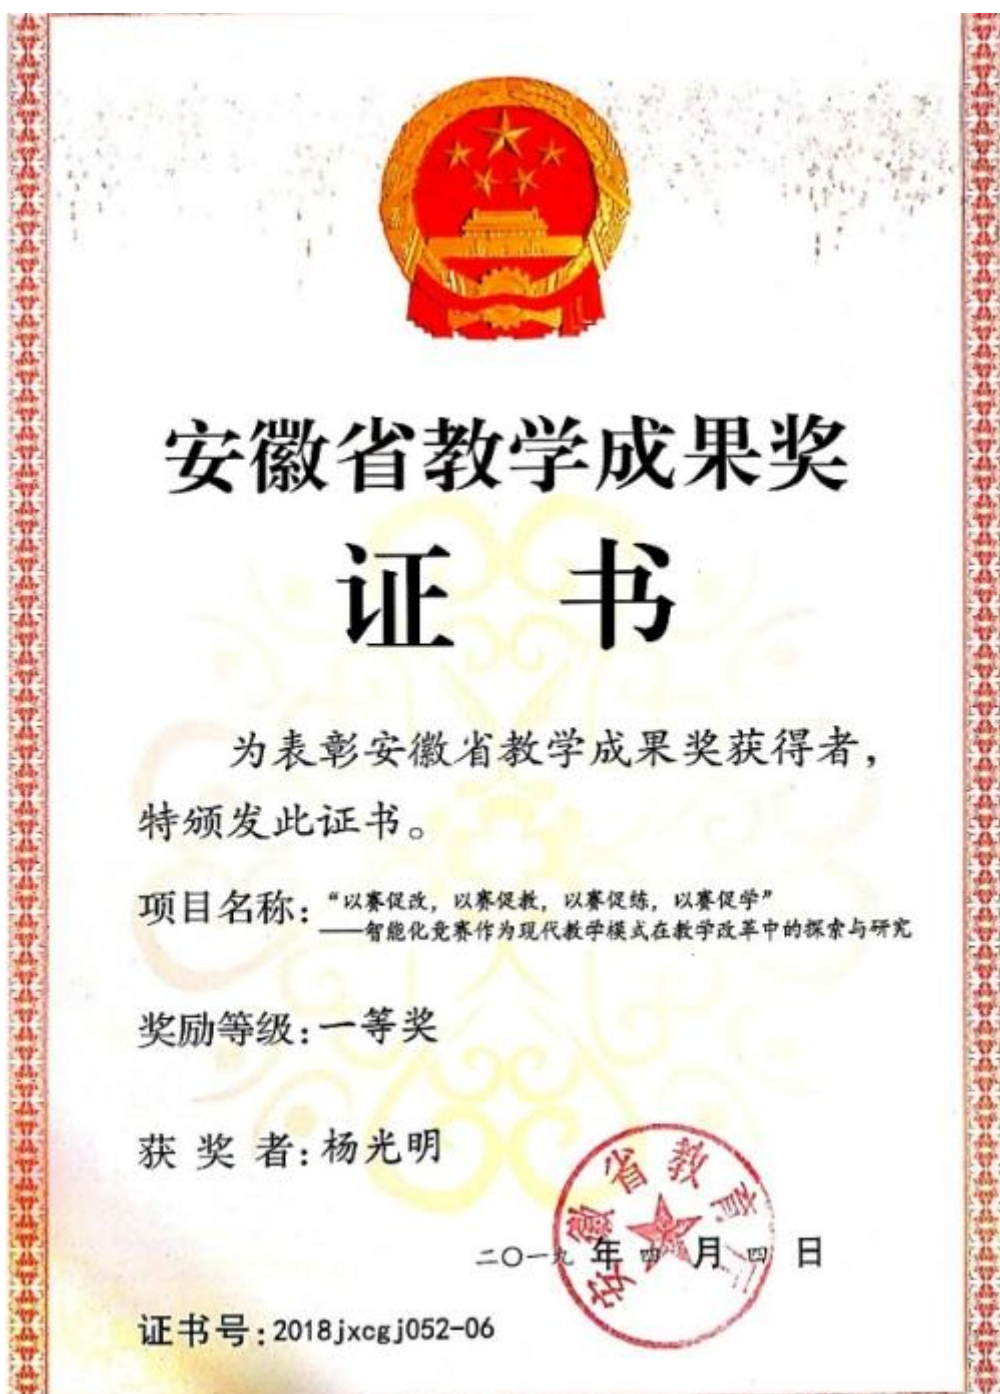 安徽省教学成果奖
证书
为表彰安徽省教学成果奖获得者，
特颁发此证书。
项目名称：“以赛促改，以赛促教，以赛促练，以赛促学”
——智能化竞赛作为现代教学模式在教学改革中的探索与研究
奖励等级：一等奖
获奖者：杨光明
安徽省教育厅
二〇一九年四月四日
证书号：2018jxcgj052-06